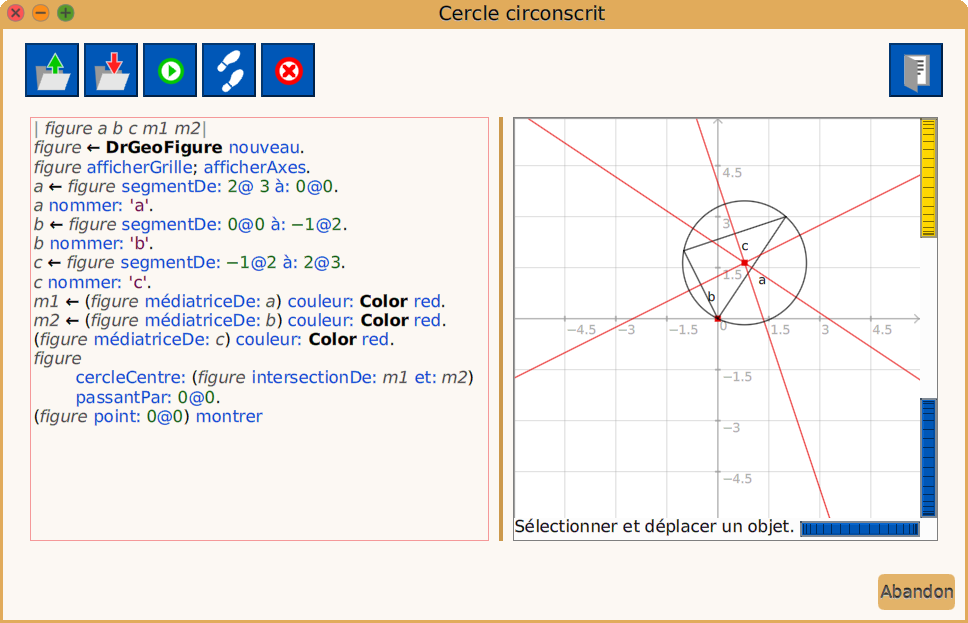 Cercle circonscrit
| figure a b c m1 m2|
figure ← DrGeoFigure nouveau.
figure afficherGrille; afficherAxes.
a ← figure segmentDe: 2@ 3 à: 0@0.
a nommer: 'a'.
b ← figure segmentDe: 0@0 à: −1@2.
b nommer: 'b'.
c ← figure segmentDe: −1@2 à: 2@3.
c nommer: 'c'.
m1 ← (figure médiatriceDe: a) couleur: Color red.
m2 ← (figure médiatriceDe: b) couleur: Color red.
(figure médiatriceDe: c) couleur: Color red.
figure
cercleCentre: (figure intersectionDe: m1 et: m2)
passantPar: 0@0.
(figure point: 0@0) montrer
4.5
3
c
1.5
a
b
−4.5 −3 −1.5 0 1.5 3 4.5
−1.5
−3
−4.5
Sélectionner et déplacer un objet.
Abandon